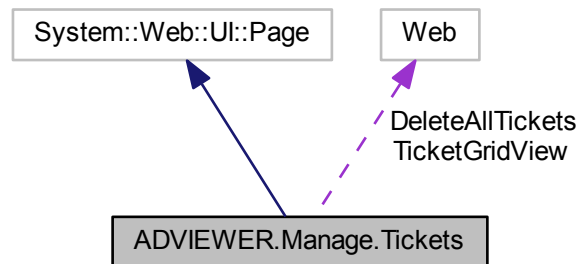 System::Web::UI::Page
Web
DeleteAllTickets
TicketGridView
ADVIEWER.Manage.Tickets